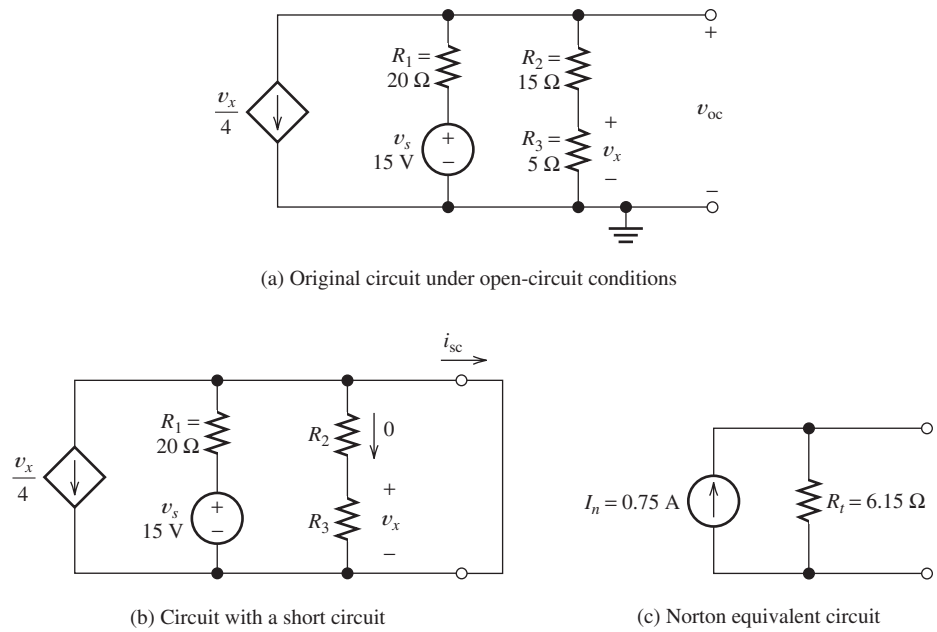 R₁ =
20 Ω
R₂ =
15 Ω
+
vₓ
4
vₛ
15 V
+
−
R₃ =
5 Ω
+
vₓ
−
v_oc
−
(a) Original circuit under open-circuit conditions
i_sc
R₁ =
20 Ω
R₂
0
vₓ
4
vₛ
15 V
+
−
R₃
+
vₓ
−
Iₙ = 0.75 A
Rₜ = 6.15 Ω
(b) Circuit with a short circuit
(c) Norton equivalent circuit